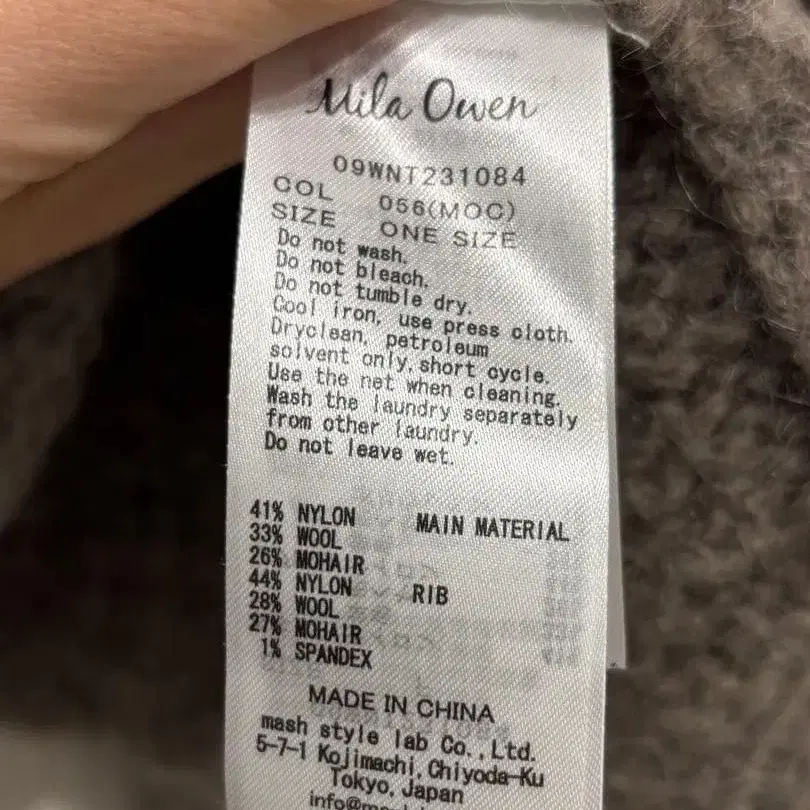 Mila Owen
09WNT231084
COL 056(MOC)
SIZE ONE SIZE
Do not wash.
Do not bleach.
Do not tumble dry.
Cool iron, use press cloth.
Dryclean, petroleum
solvent only,short cycle.
Use the net when cleaning.
Wash the laundry separately
from other laundry.
Do not leave wet.
41% NYLON MAIN MATERIAL
33% WOOL
26% MOHAIR
44% NYLON RIB
28% WOOL
27% MOHAIR
1% SPANDEX
MADE IN CHINA
mash style lab Co.,Ltd.
5-7-1 Kojimachi,Chiyoda-Ku
Tokyo,Japan